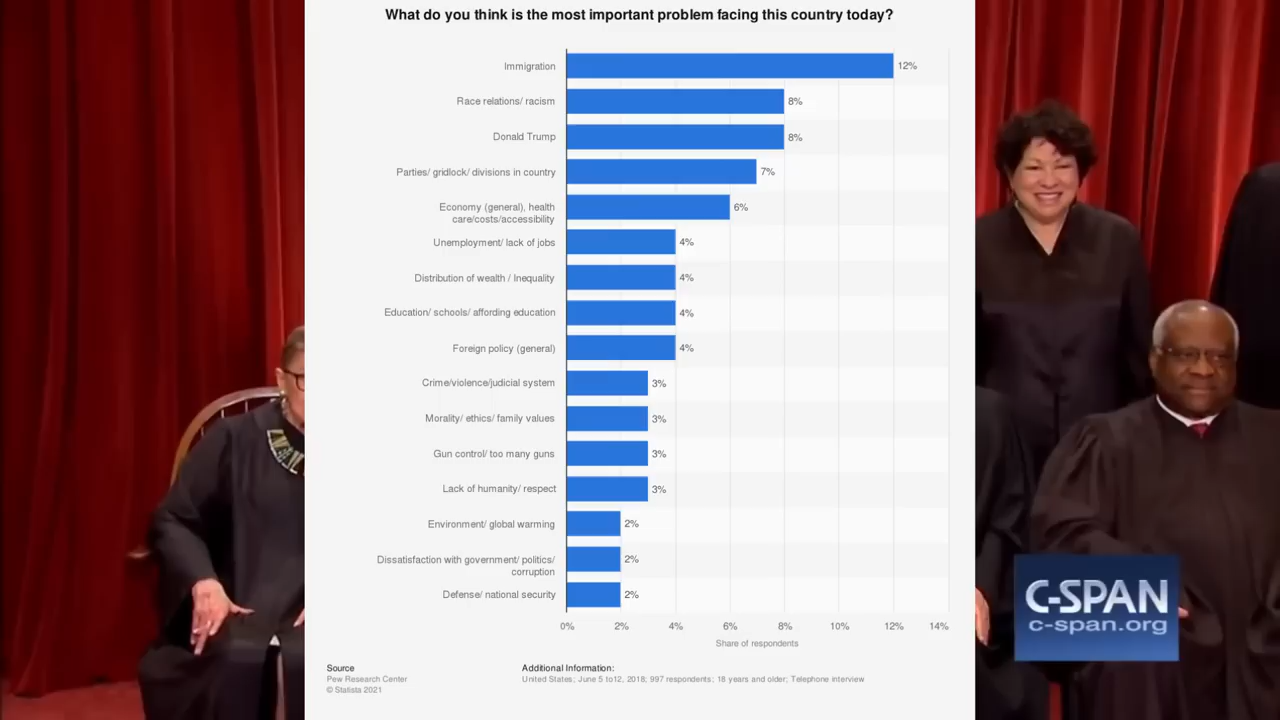 What do you think is the most important problem facing this country today?
Immigration
12%
Race relations/ racism
8%
Donald Trump
8%
Parties/ gridlock/ divisions in country
7%
Economy (general), health
care/costs/accessibility
6%
Unemployment/ lack of jobs
4%
Distribution of wealth / Inequality
4%
Education/ schools/ affording education
4%
Foreign policy (general)
4%
Crime/violence/judicial system
3%
Morality/ ethics/ family values
3%
Gun control/ too many guns
3%
Lack of humanity/ respect
3%
Environment/ global warming
2%
Dissatisfaction with government/ politics/
corruption
2%
Defense/ national security
2%
0% 2% 4% 6% 8% 10% 12% 14%
Share of respondents
Source
Pew Research Center
© Statista 2021
Additional Information:
United States; June 5 to12, 2018; 997 respondents; 18 years and older; Telephone interview
C-SPAN
c-span.org